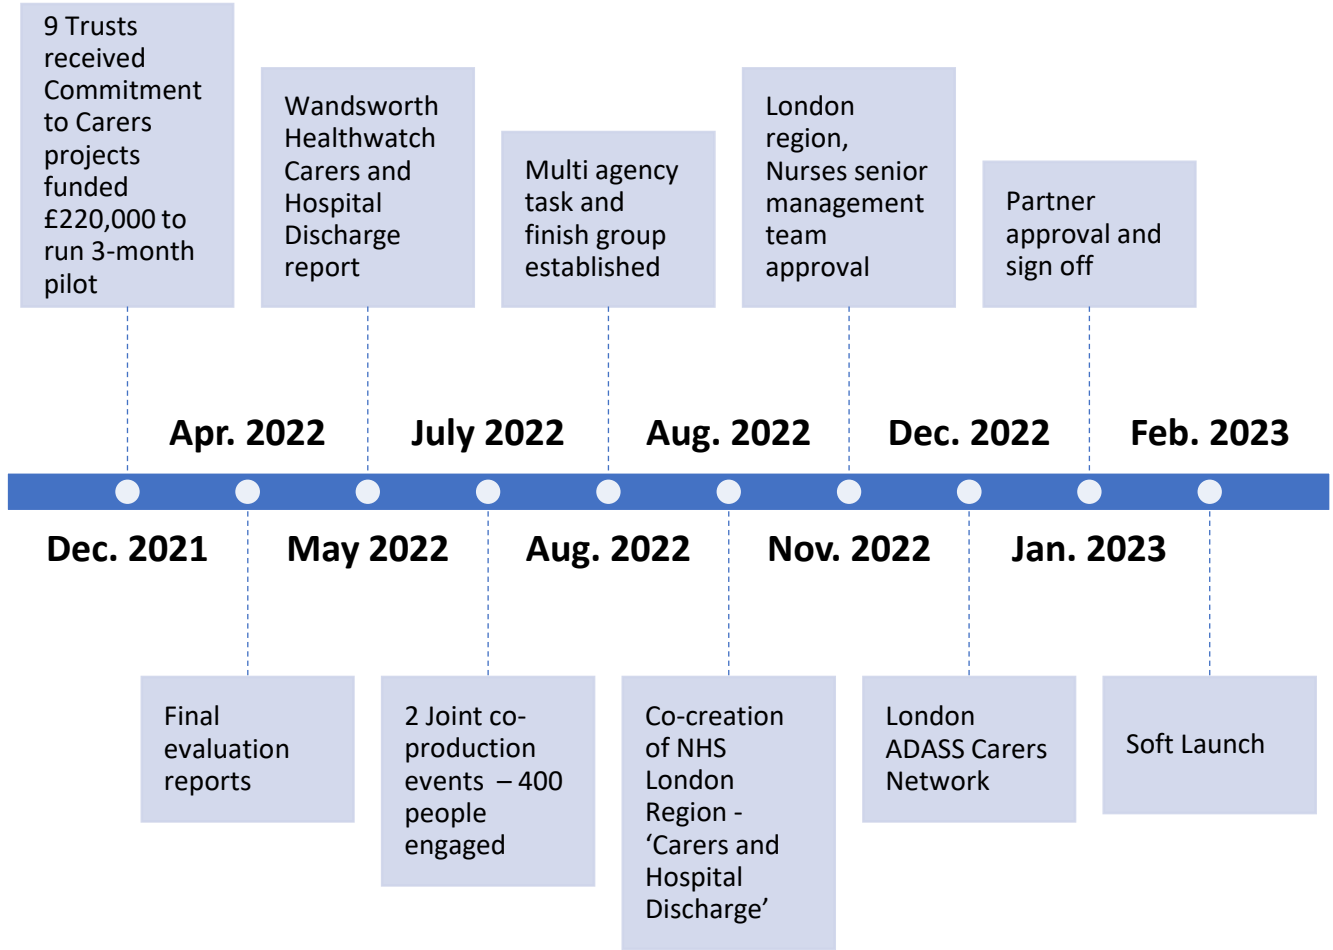 9 Trusts
received
Commitment
to Carers
projects
funded
£220,000 to
run 3-month
pilot
Wandsworth
Healthwatch
Carers and
Hospital
Discharge
report
Multi agency
task and
finish group
established
London
region,
Nurses senior
management
team
approval
Partner
approval and
sign off
Apr. 2022
July 2022
Aug. 2022
Dec. 2022
Feb. 2023
Dec. 2021
May 2022
Aug. 2022
Nov. 2022
Jan. 2023
Final
evaluation
reports
2 Joint co-
production
events – 400
people
engaged
Co-creation
of NHS
London
Region -
‘Carers and
Hospital
Discharge’
London
ADASS Carers
Network
Soft Launch